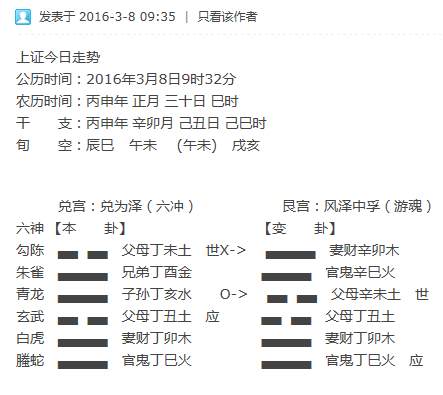 发表于 2016-3-8 09:35 | 只看该作者
上证今日走势
公历时间：2016年3月8日9时32分
农历时间：丙申年 正月 三十日 巳时
干　　支：丙申年 辛卯月 己丑日 己巳时
旬　　空：辰巳　午未　 (午未)　戌亥
兑宫：兑为泽（六冲）　　　　　艮宫：风泽中孚（游魂）
六神 【本　　卦】　　　　　　　【变　　卦】
勾陈　父母丁未土　世X->　妻财辛卯木
朱雀　兄弟丁酉金　官鬼辛巳火
青龙　子孙丁亥水　　O->　父母辛未土　世
玄武　父母丁丑土　应　父母丁丑土
白虎　妻财丁卯木　妻财丁卯木
螣蛇　官鬼丁巳火　官鬼丁巳火　应